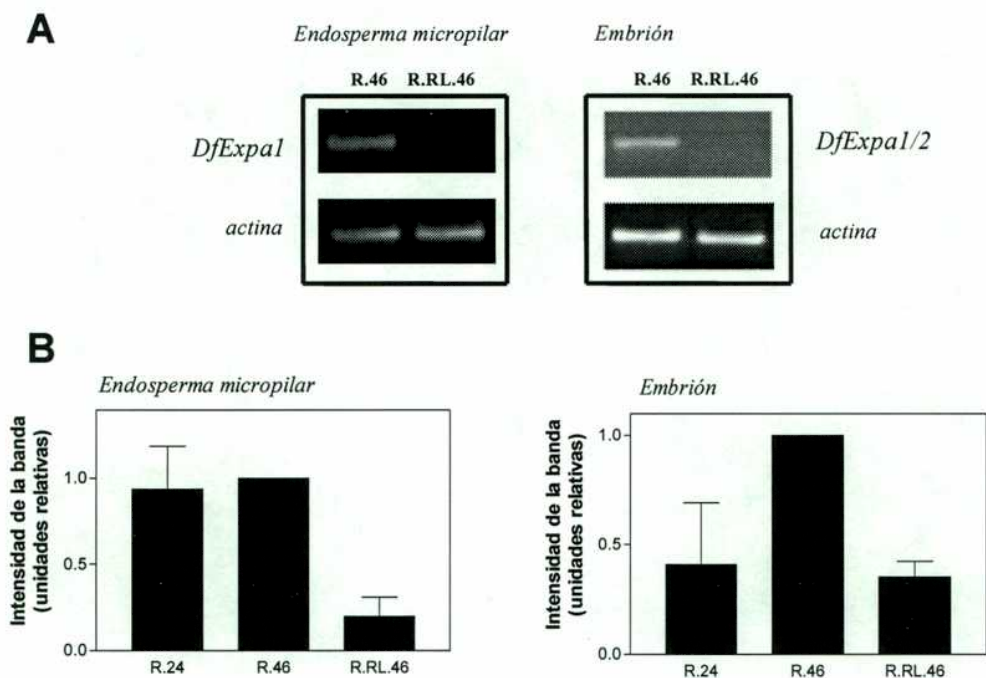 A
Endosperma micropilar
Embrión
R.46 R.RL.46
R.46 R.RL.46
DfExpa1
DfExpa1/2
actina
actina
B
Endosperma micropilar
Embrión
Intensidad de la banda
(unidades relativas)
1.0
0.5
0.0
R.24 R.46 R.RL.46
Intensidad de la banda
(unidades relativas)
1.0
0.5
0.0
R.24 R.46 R.RL.46